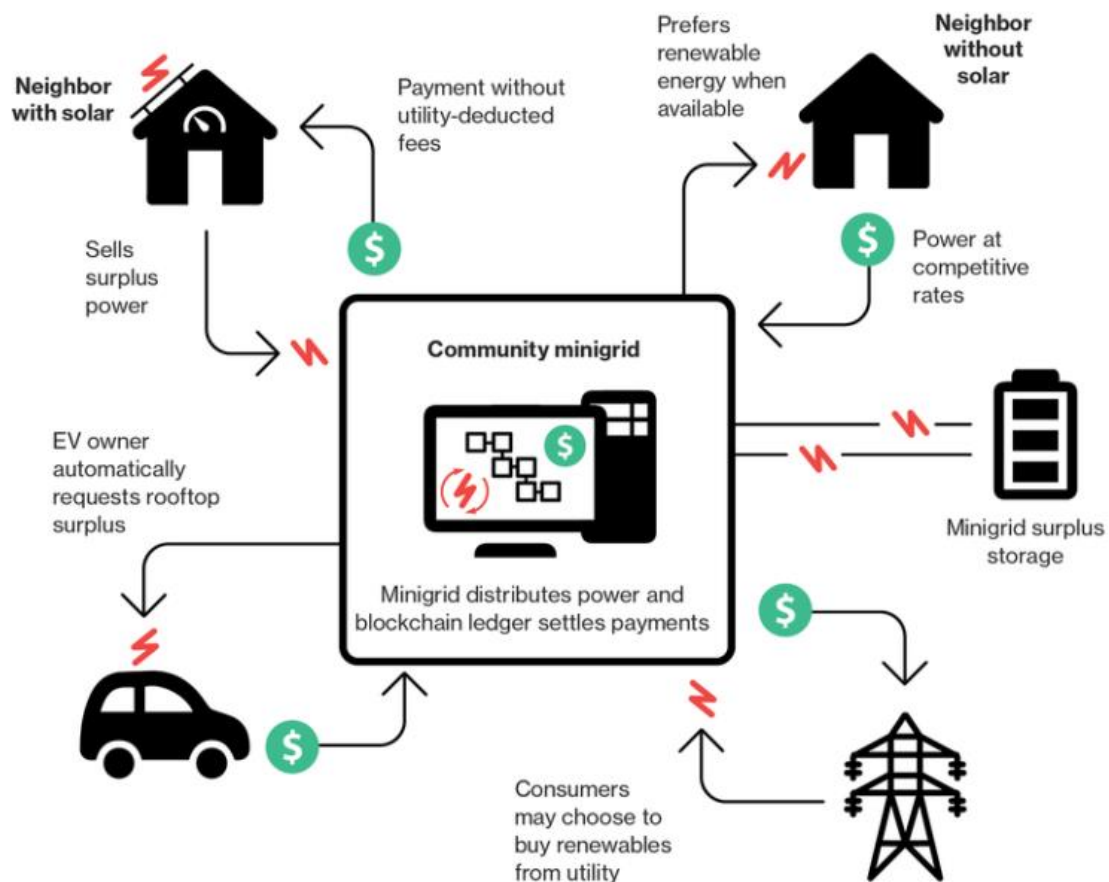 Neighbor
with solar
Payment without
utility-deducted
fees
$
Prefers
renewable
energy when
available
Neighbor
without
solar
Sells
surplus
power
$
Power at
competitive
rates
Community minigrid
$
Minigrid distributes power and
blockchain ledger settles payments
Minigrid surplus
storage
EV owner
automatically
requests rooftop
surplus
$
$
Consumers
may choose to
buy renewables
from utility